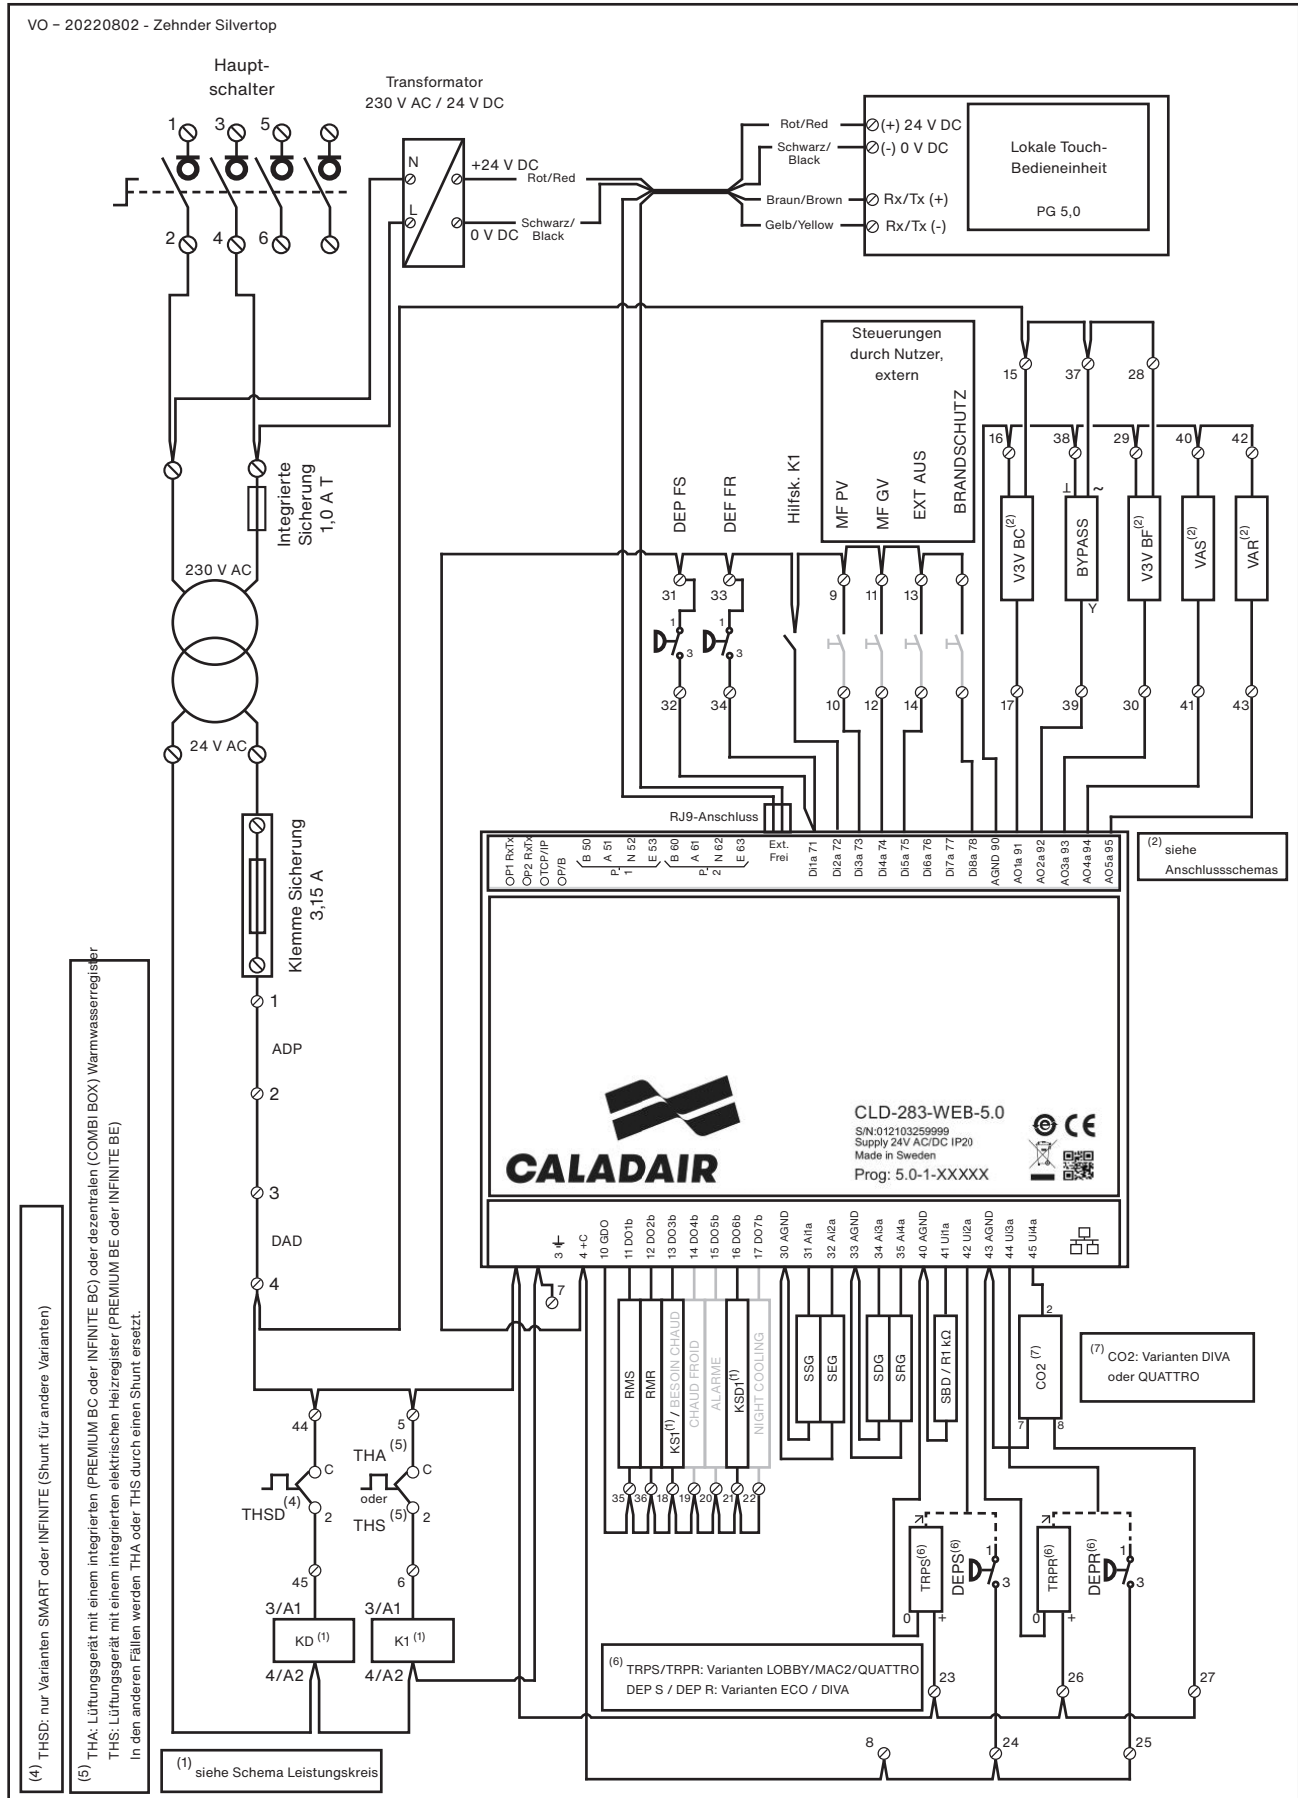 VO – 20220802 - Zehnder Silvertop
Haupt-
schalter
1
3
5
2
4
6
Transformator
230 V AC / 24 V DC
N
L
+24 V DC
Rot/Red
Schwarz/
Black
0 V DC
Rot/Red
Schwarz/
Black
Braun/Brown
Gelb/Yellow
(+) 24 V DC
(-) 0 V DC
Rx/Tx (+)
Rx/Tx (-)
Lokale Touch-
Bedieneinheit
PG 5,0
Integrierte
Sicherung
1,0 A T
230 V AC
24 V AC
Klemme Sicherung
3,15 A
1
ADP
2
3
DAD
4
Steuerungen
durch Nutzer,
extern
MF PV
MF GV
EXT AUS
BRANDSCHUTZ
DEP FS
DEF FR
Hilfsk. K1
31
33
9
11
13
1
3
1
3
32
34
10
12
14
15
37
28
16
38
29
40
42
⊥
~
V3V BC(2)
BYPASS
V3V BF(2)
VAS(2)
VAR(2)
Y
17
39
30
41
43
RJ9-Anschluss
OP1 RxTx
OP2 RxTx
OTCP/IP
OP/B
B 50
A 51
N 52
E 53
P-1
B 60
A 61
N 62
E 63
P-2
Ext.
Frei
Di1a 71
Di2a 72
Di3a 73
Di4a 74
Di5a 75
Di6a 76
Di7a 77
Di8a 78
AGND 90
AO1a 91
AO2a 92
AO3a 93
AO4a 94
AO5a 95
(2) siehe
Anschlussschemas
CALADAIR
CLD-283-WEB-5.0
S/N:012103259999
Supply 24V AC/DC IP20
Made in Sweden
Prog: 5.0-1-XXXXX
e
CE
3
4 +C
10 GDO
11 DO1b
12 DO2b
13 DO3b
14 DO4b
15 DO5b
16 DO6b
17 DO7b
30 AGND
31 Ai1a
32 Ai2a
33 AGND
34 Ai3a
35 Ai4a
40 AGND
41 Ui1a
42 Ui2a
43 AGND
44 Ui3a
45 Ui4a
7
RMS
RMR
KS1(1) / BESOIN CHAUD
CHAUD FROID
ALARME
KSD1(1)
NIGHT COOLING
35
36
18
19
20
21
22
SSG
SEG
SDG
SRG
SBD / R1 kΩ
2
CO2 (7)
7
8
(7) CO2: Varianten DIVA
oder QUATTRO
44
5
C
THSD (4)
2
THA (5)
C
oder
THS (5)
2
45
6
3/A1
KD (1)
4/A2
3/A1
K1 (1)
4/A2
TRPS(6)
0
+
DEPS(6)
1
3
TRPR(6)
0
+
DEPR(6)
1
3
23
26
27
8
24
25
(6) TRPS/TRPR: Varianten LOBBY/MAC2/QUATTRO
DEP S / DEP R: Varianten ECO / DIVA
(1) siehe Schema Leistungskreis
(4) THSD: nur Varianten SMART oder INFINITE (Shunt für andere Varianten)
(5) THA: Lüftungsgerät mit einem integrierten (PREMIUM BC oder INFINITE BC) oder dezentralen (COMBI BOX) Warmwasserregister
THS: Lüftungsgerät mit einem integrierten elektrischen Heizregister (PREMIUM BE oder INFINITE BE)
In den anderen Fällen werden THA oder THS durch einen Shunt ersetzt.